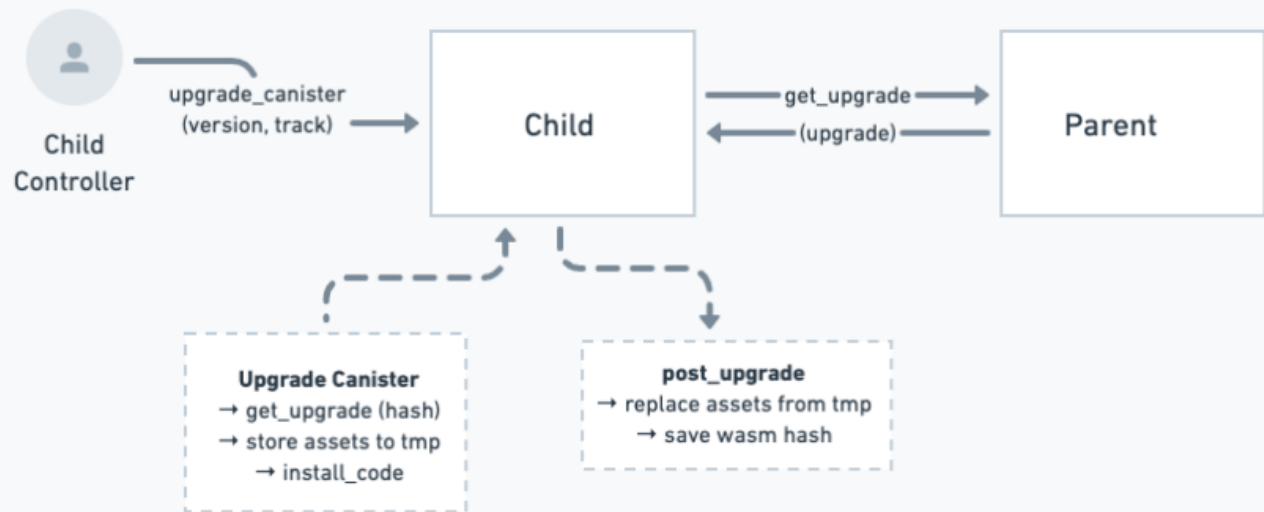 upgrade_canister
(version, track)
Child
Controller
Child
get_upgrade
(upgrade)
Parent
Upgrade Canister
→ get_upgrade (hash)
→ store assets to tmp
→ install_code
post_upgrade
→ replace assets from tmp
→ save wasm hash